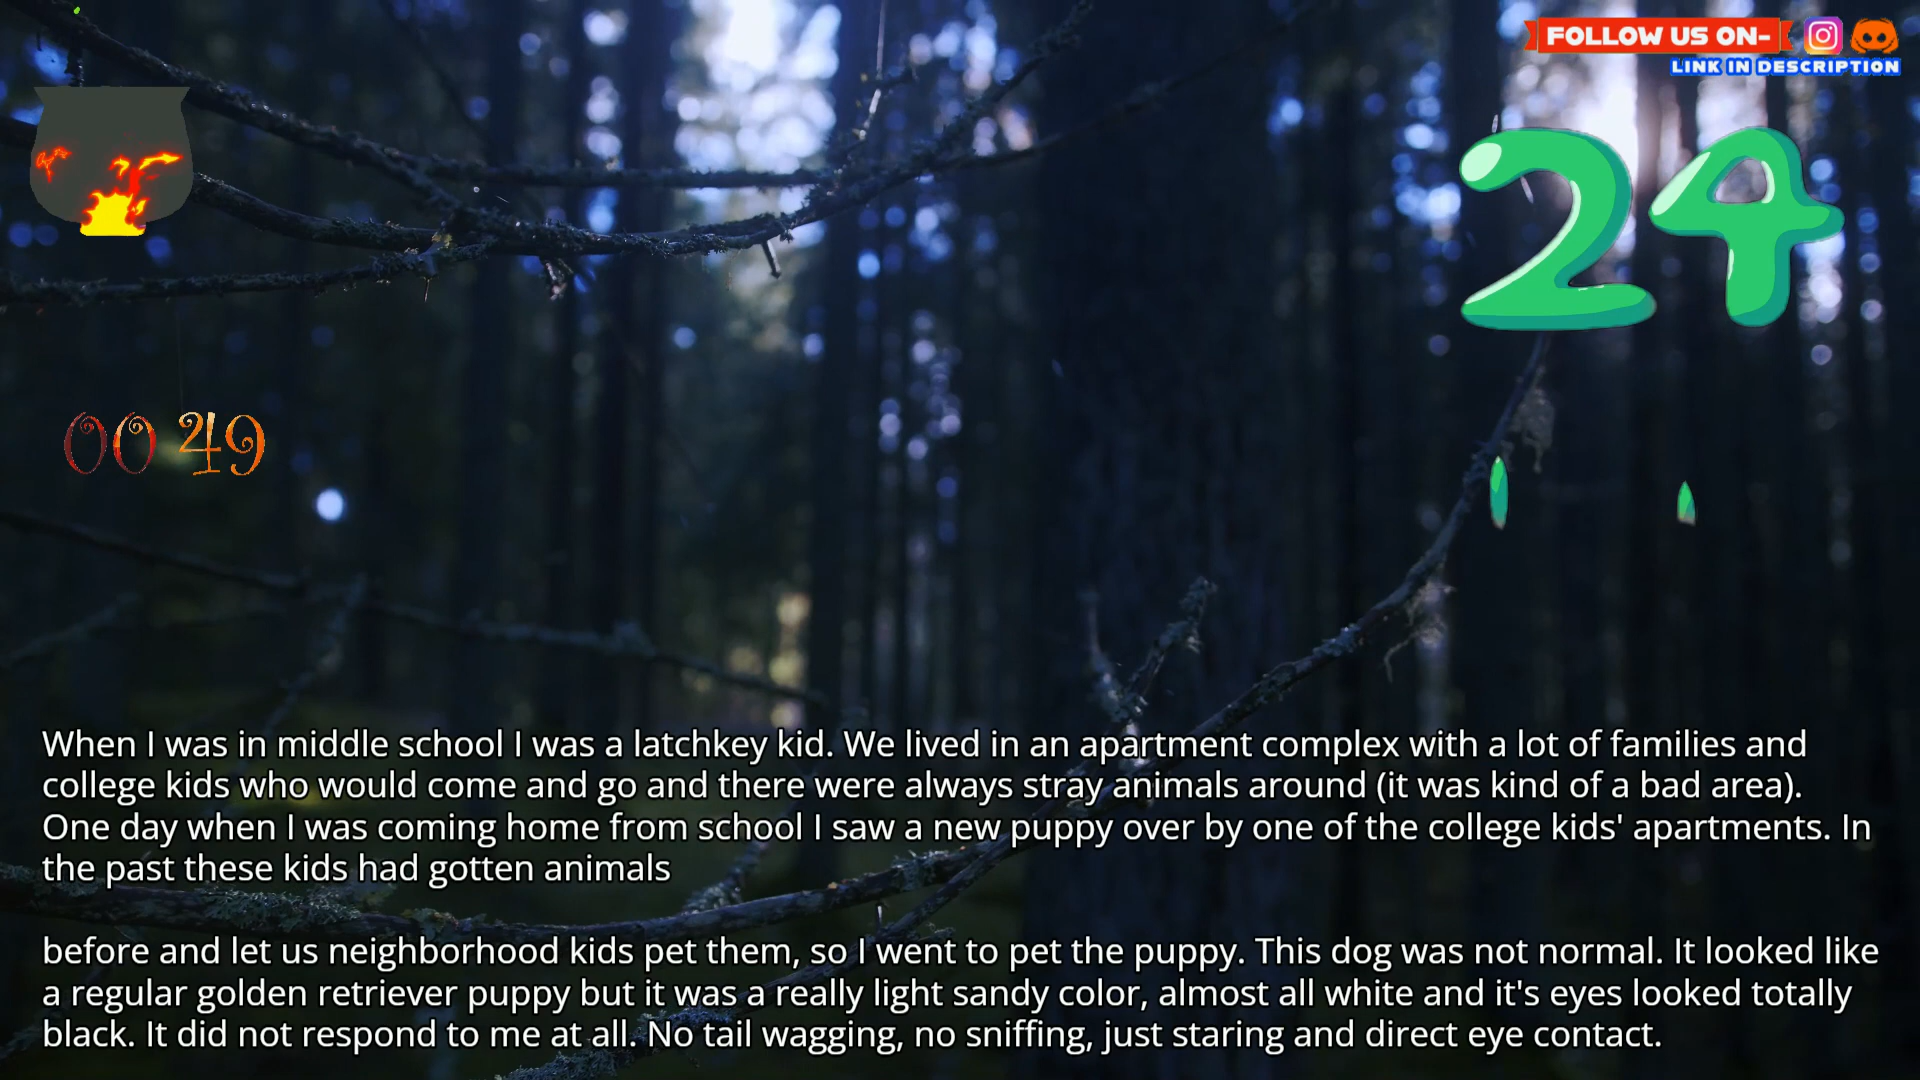 FOLLOW US ON-
LINK IN DESCRIPTION
24
00 49
When I was in middle school I was a latchkey kid. We lived in an apartment complex with a lot of families and
college kids who would come and go and there were always stray animals around (it was kind of a bad area).
One day when I was coming home from school I saw a new puppy over by one of the college kids' apartments. In
the past these kids had gotten animals
before and let us neighborhood kids pet them, so I went to pet the puppy. This dog was not normal. It looked like
a regular golden retriever puppy but it was a really light sandy color, almost all white and it's eyes looked totally
black. It did not respond to me at all. No tail wagging, no sniffing, just staring and direct eye contact.